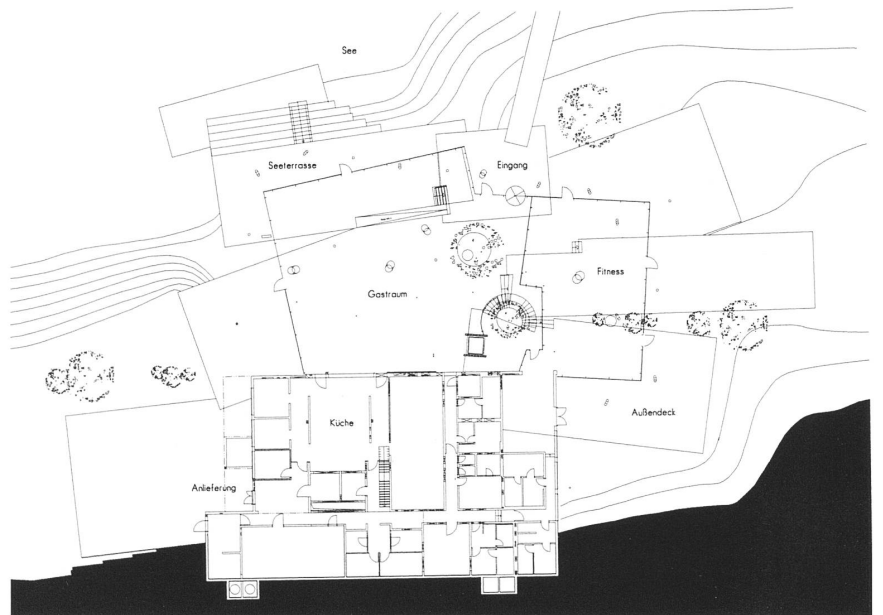 See
Seeterrasse
Eingang
Fitness
Gastraum
Außendeck
Küche
Anlieferung